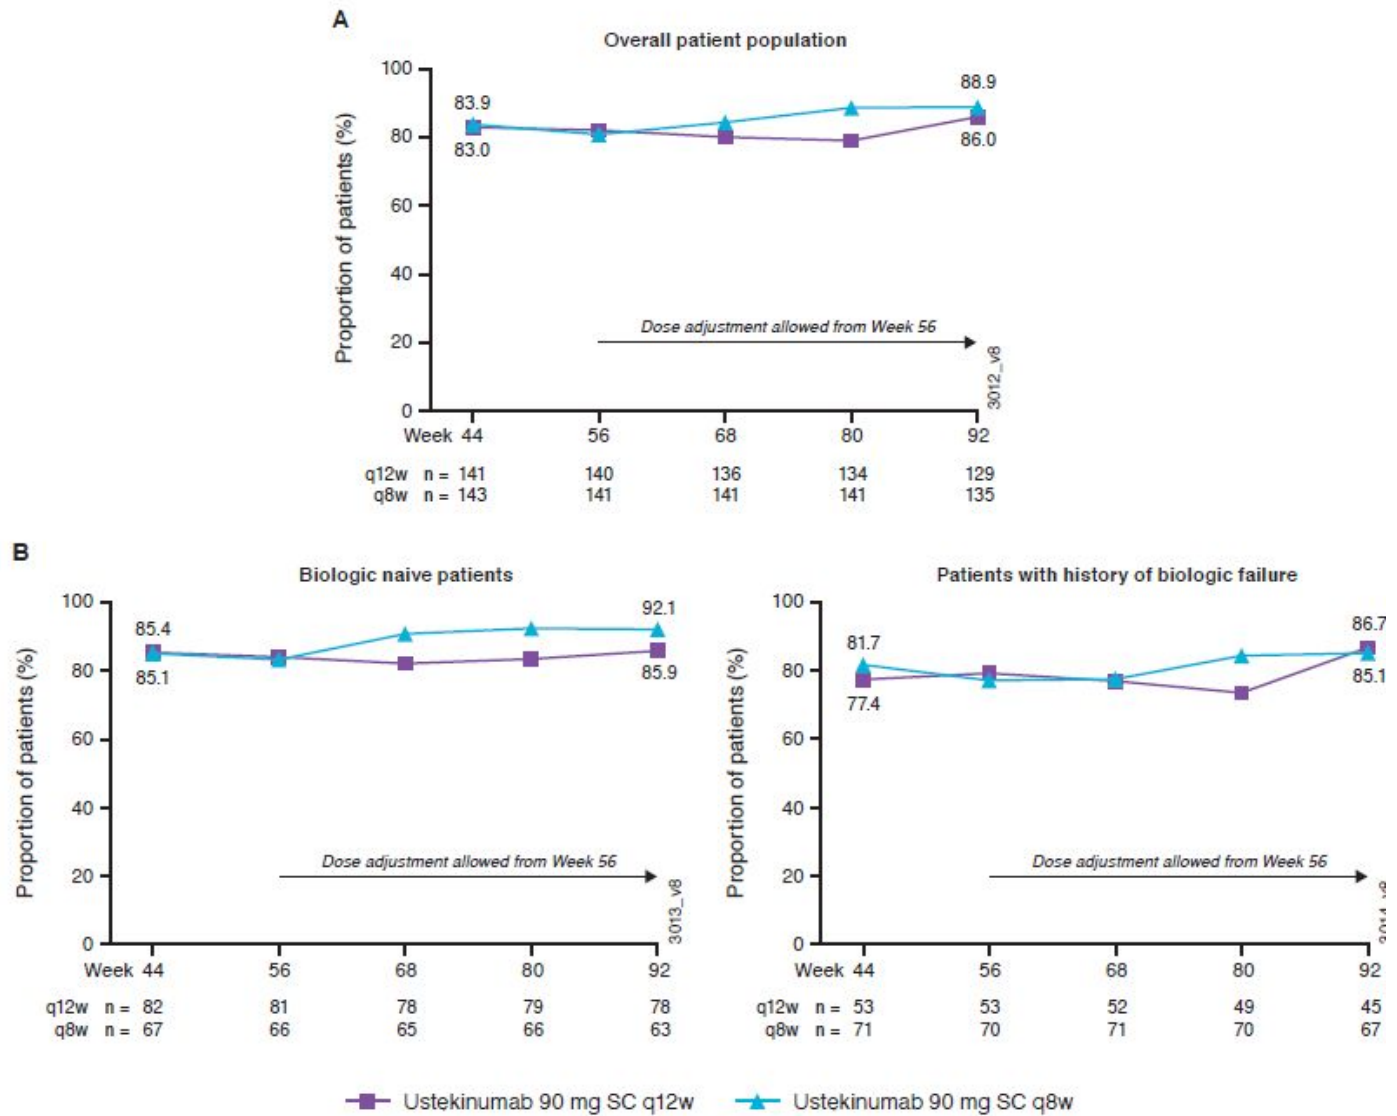 A
Overall patient population
Proportion of patients (%)
100
80
60
40
20
0
83.9
83.0
88.9
86.0
Dose adjustment allowed from Week 56
3012_v8
Week 44 56 68 80 92
q12w n = 141 140 136 134 129
q8w n = 143 141 141 141 135
B
Biologic naive patients
Proportion of patients (%)
100
80
60
40
20
0
85.4
85.1
92.1
85.9
Dose adjustment allowed from Week 56
3013_v8
Week 44 56 68 80 92
q12w n = 82 81 78 79 78
q8w n = 67 66 65 66 63
Patients with history of biologic failure
Proportion of patients (%)
100
80
60
40
20
0
81.7
77.4
86.7
85.1
Dose adjustment allowed from Week 56
Week 44 56 68 80 92
q12w n = 53 53 52 49 45
q8w n = 71 70 71 70 67
Ustekinumab 90 mg SC q12w
Ustekinumab 90 mg SC q8w